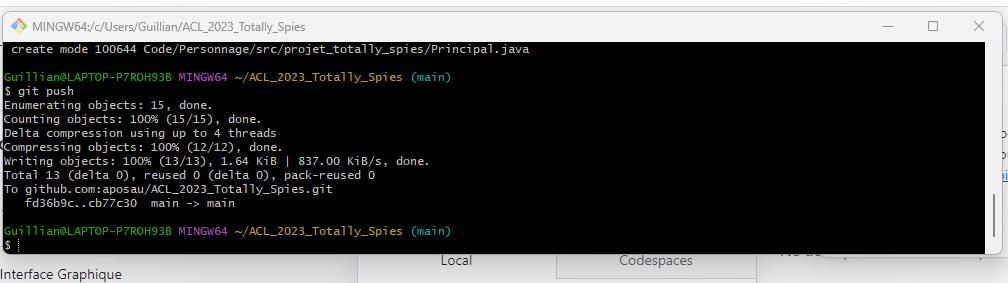 MINGW64:/c/Users/Guillian/ACL_2023_Totally_Spies
create mode 100644 Code/Personnage/src/projet_totally_spies/Principal.java
Guillian@LAPTOP-P7ROH93B MINGW64 ~/ACL_2023_Totally_Spies (main)
$ git push
Enumerating objects: 15, done.
Counting objects: 100% (15/15), done.
Delta compression using up to 4 threads
Compressing objects: 100% (12/12), done.
Writing objects: 100% (13/13), 1.64 KiB | 837.00 KiB/s, done.
Total 13 (delta 0), reused 0 (delta 0), pack-reused 0
To github.com:aposau/ACL_2023_Totally_Spies.git
fd36b9c..cb77c30  main -> main
Guillian@LAPTOP-P7ROH93B MINGW64 ~/ACL_2023_Totally_Spies (main)
$
Local
Codespaces
Interface Graphique